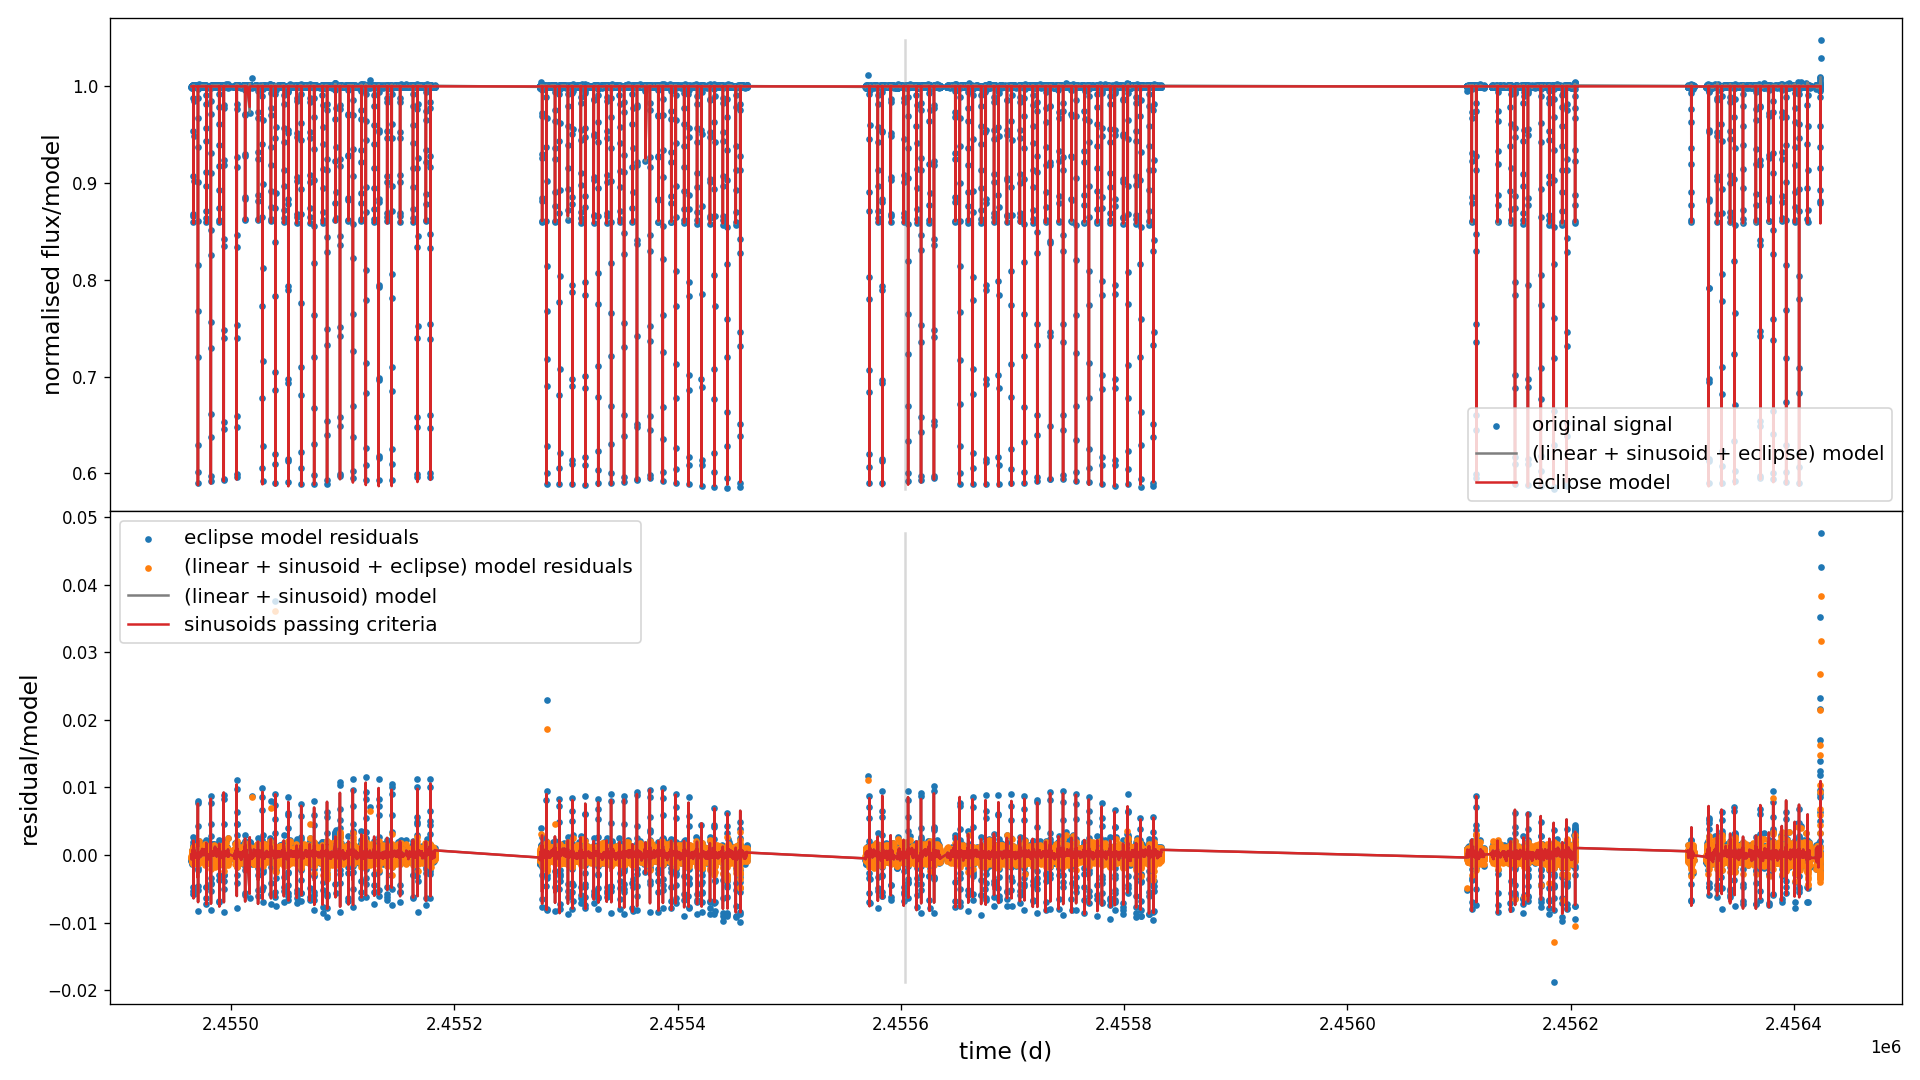 normalised flux/model
1.0
0.9
0.8
0.7
0.6
original signal
(linear + sinusoid + eclipse) model
eclipse model
residual/model
0.05
0.04
0.03
0.02
0.01
0.00
−0.01
−0.02
eclipse model residuals
(linear + sinusoid + eclipse) model residuals
(linear + sinusoid) model
sinusoids passing criteria
2.4550 2.4552 2.4554 2.4556 2.4558 2.4560 2.4562 2.4564
1e6
time (d)